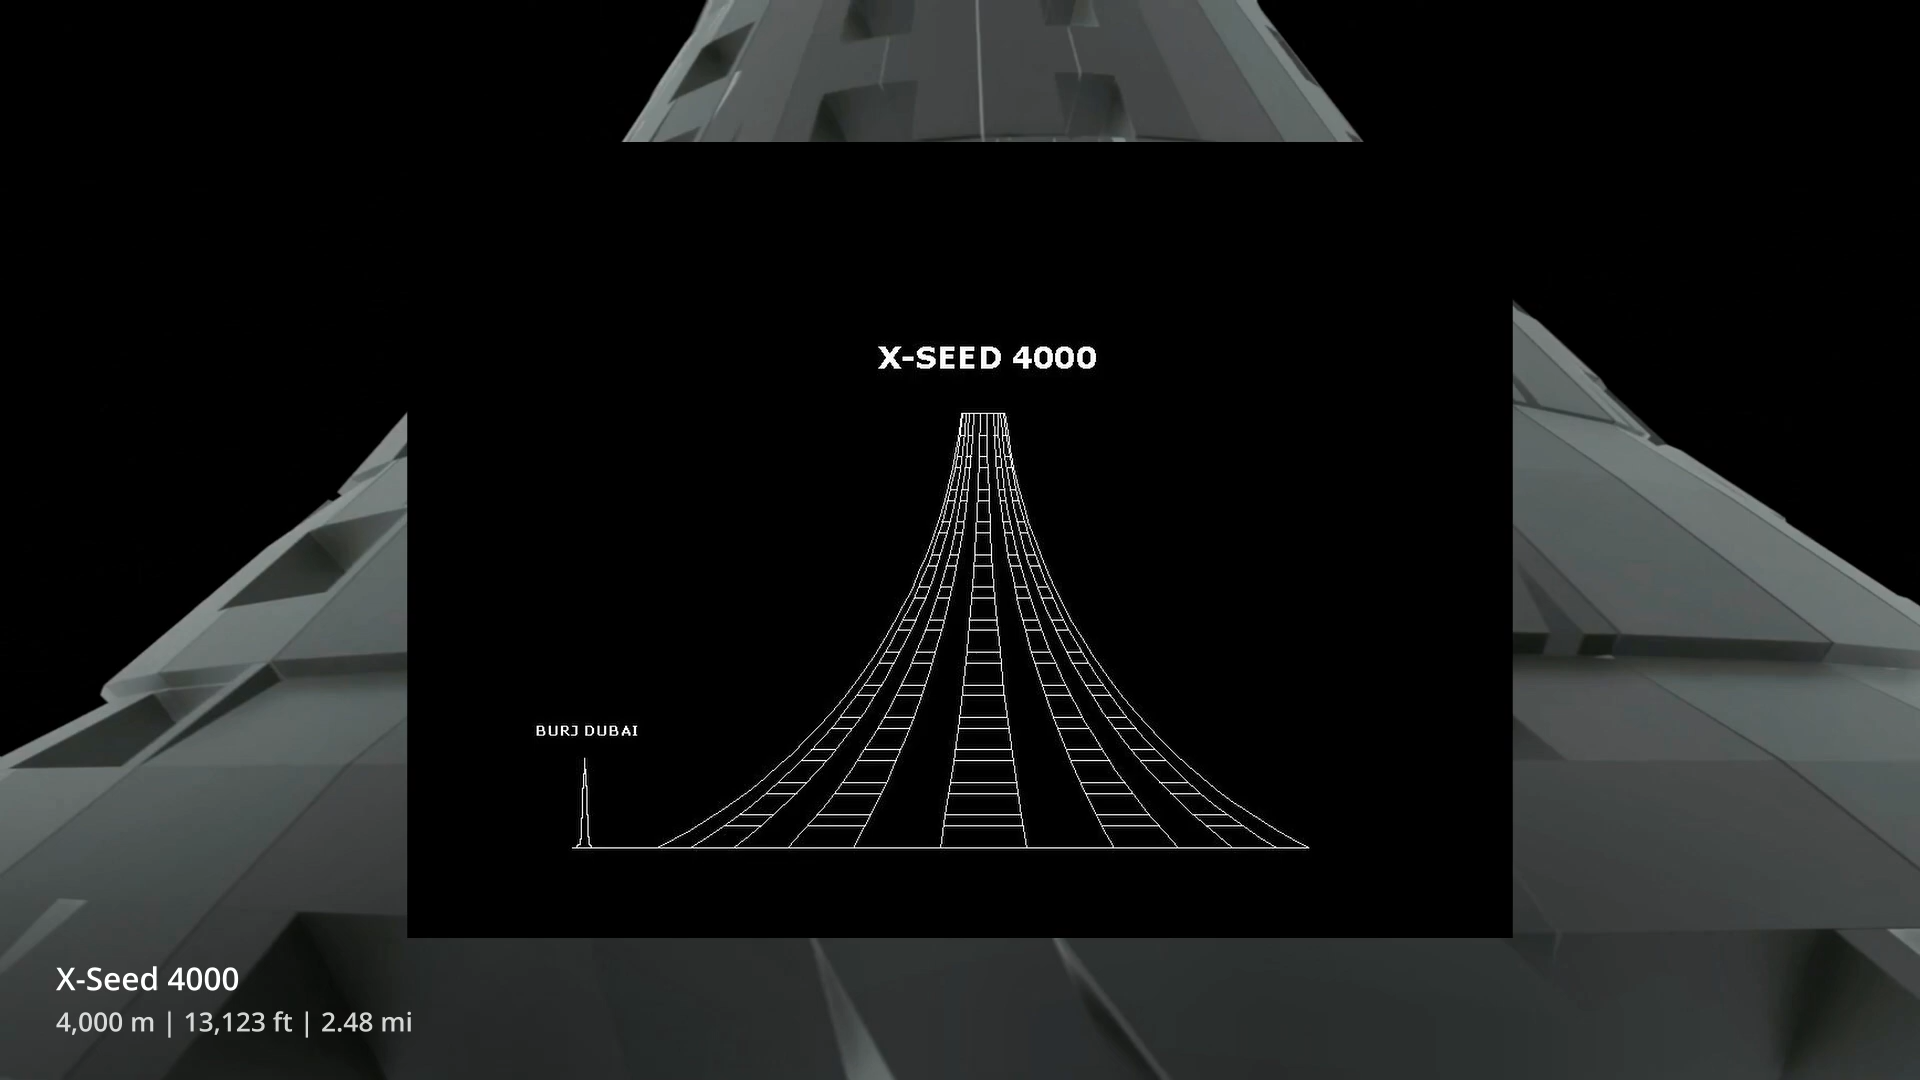 X-SEED 4000
BURJ DUBAI
X-Seed 4000
4,000 m | 13,123 ft | 2.48 mi